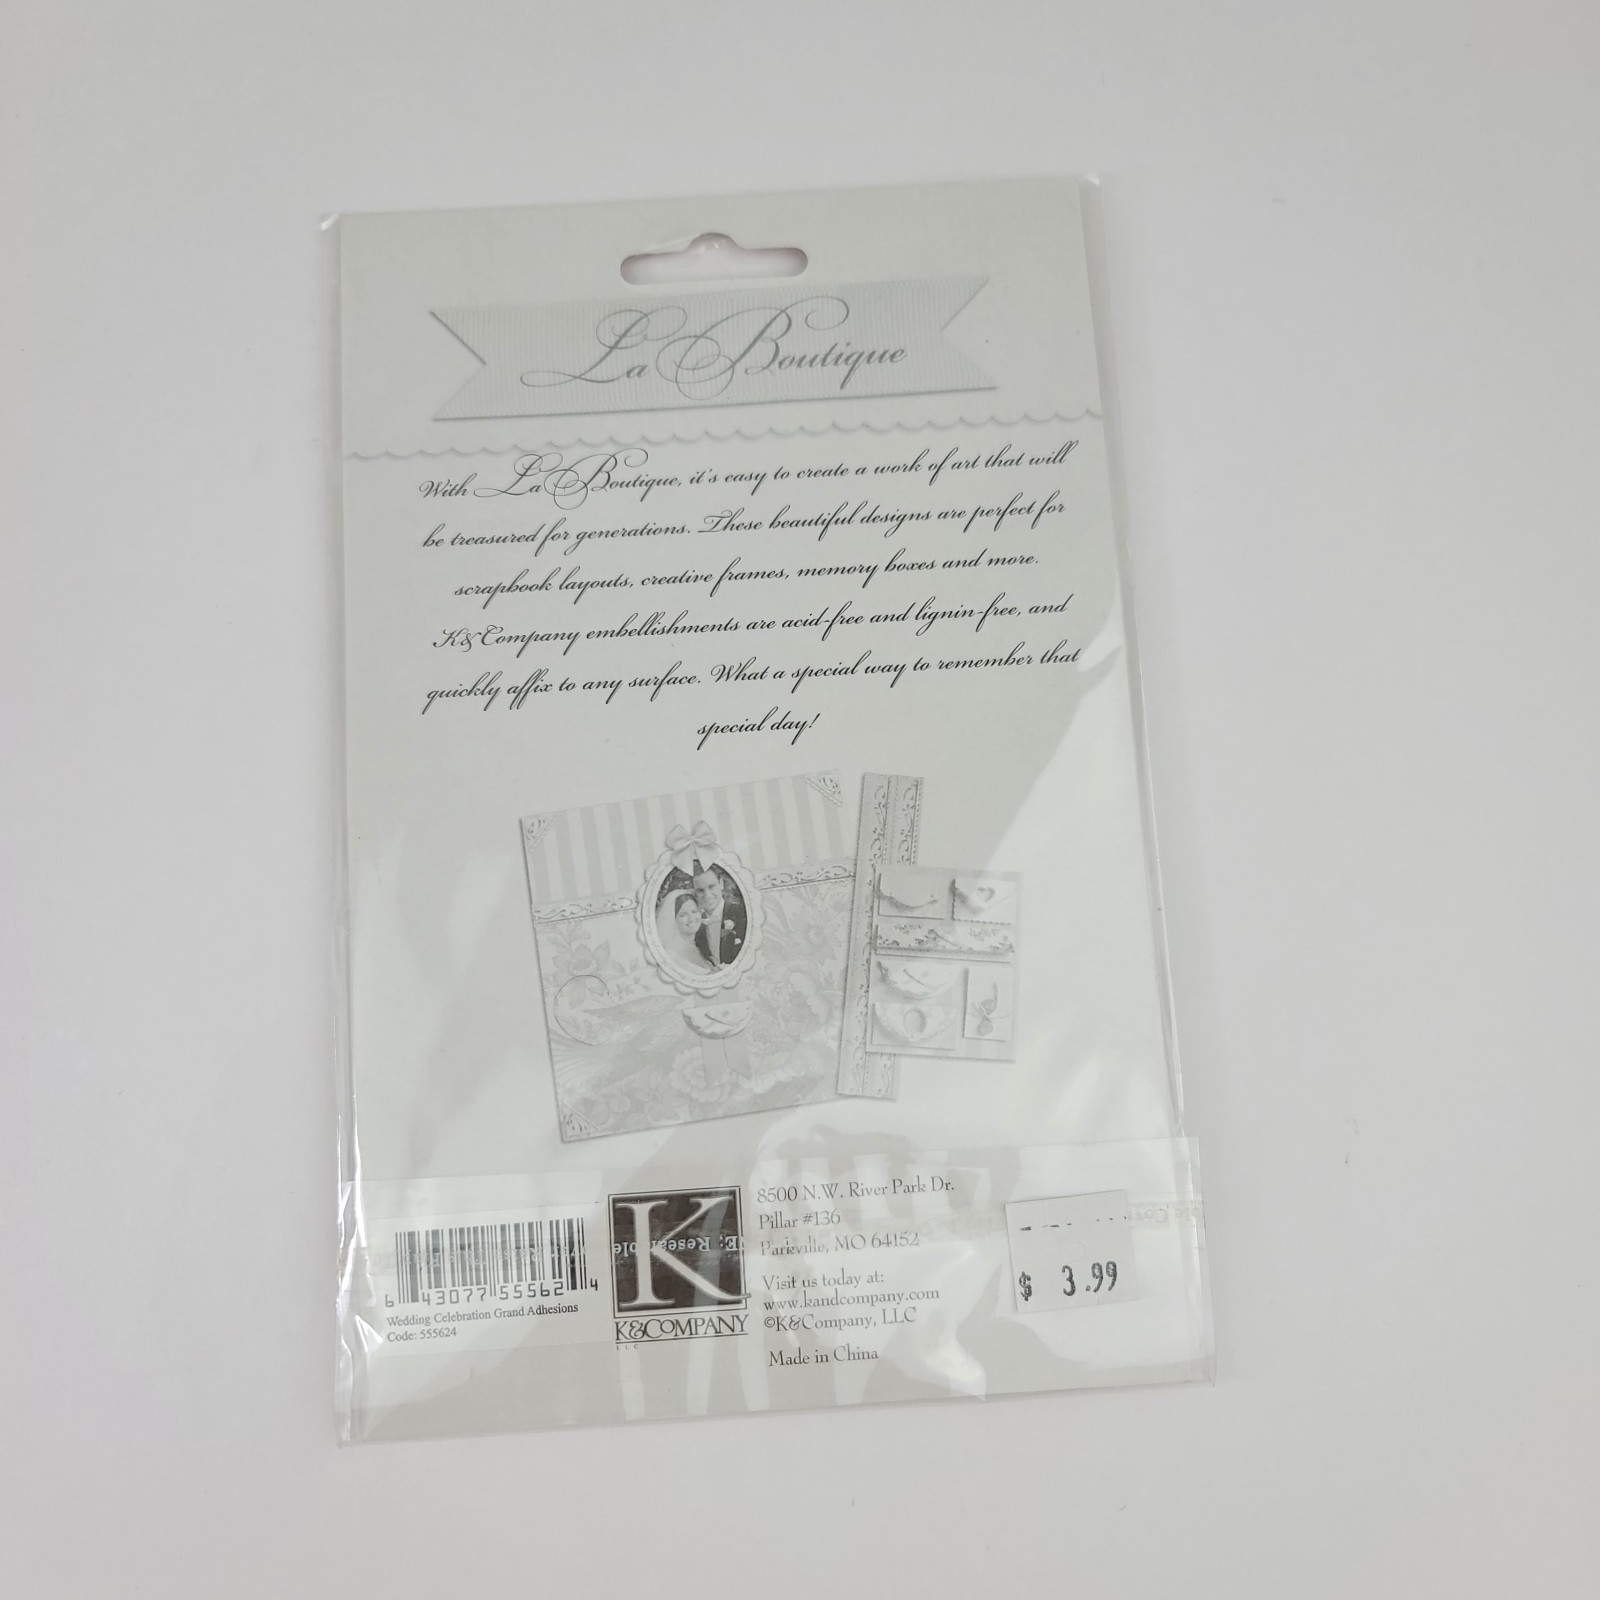 La Boutique
With La Boutique, it's easy to create a work of art that will
be treasured for generations. These beautiful designs are perfect for
scrapbook layouts, creative frames, memory boxes and more.
K&Company embellishments are acid-free and lignin-free, and
quickly affix to any surface. What a special way to remember that
special day!
6 43077 55562 4
Wedding Celebration Grand Adhesions
Code: 555624
K
K&COMPANY
LLC
8500 N.W. River Park Dr.
Pillar #136
Parkville, MO 64152
Visit us today at:
www.kandcompany.com
©K&Company, LLC
Made in China
$ 3.99